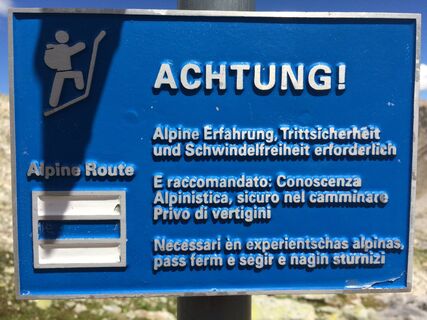 ACHTUNG!
Alpine Erfahrung, Trittsicherheit
und Schwindelfreiheit erforderlich
Alpine Route
E raccomandato: Conoscenza
Alpinistica, sicuro nel camminare
Privo di vertigini
Necessari èn experientschas alpinas,
pass ferm e segir e nagin sturnizi